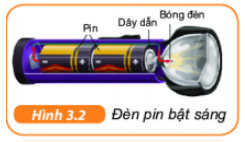 Bóng đèn
Dây dẫn
Pin
Hình 3.2 Đèn pin bật sáng